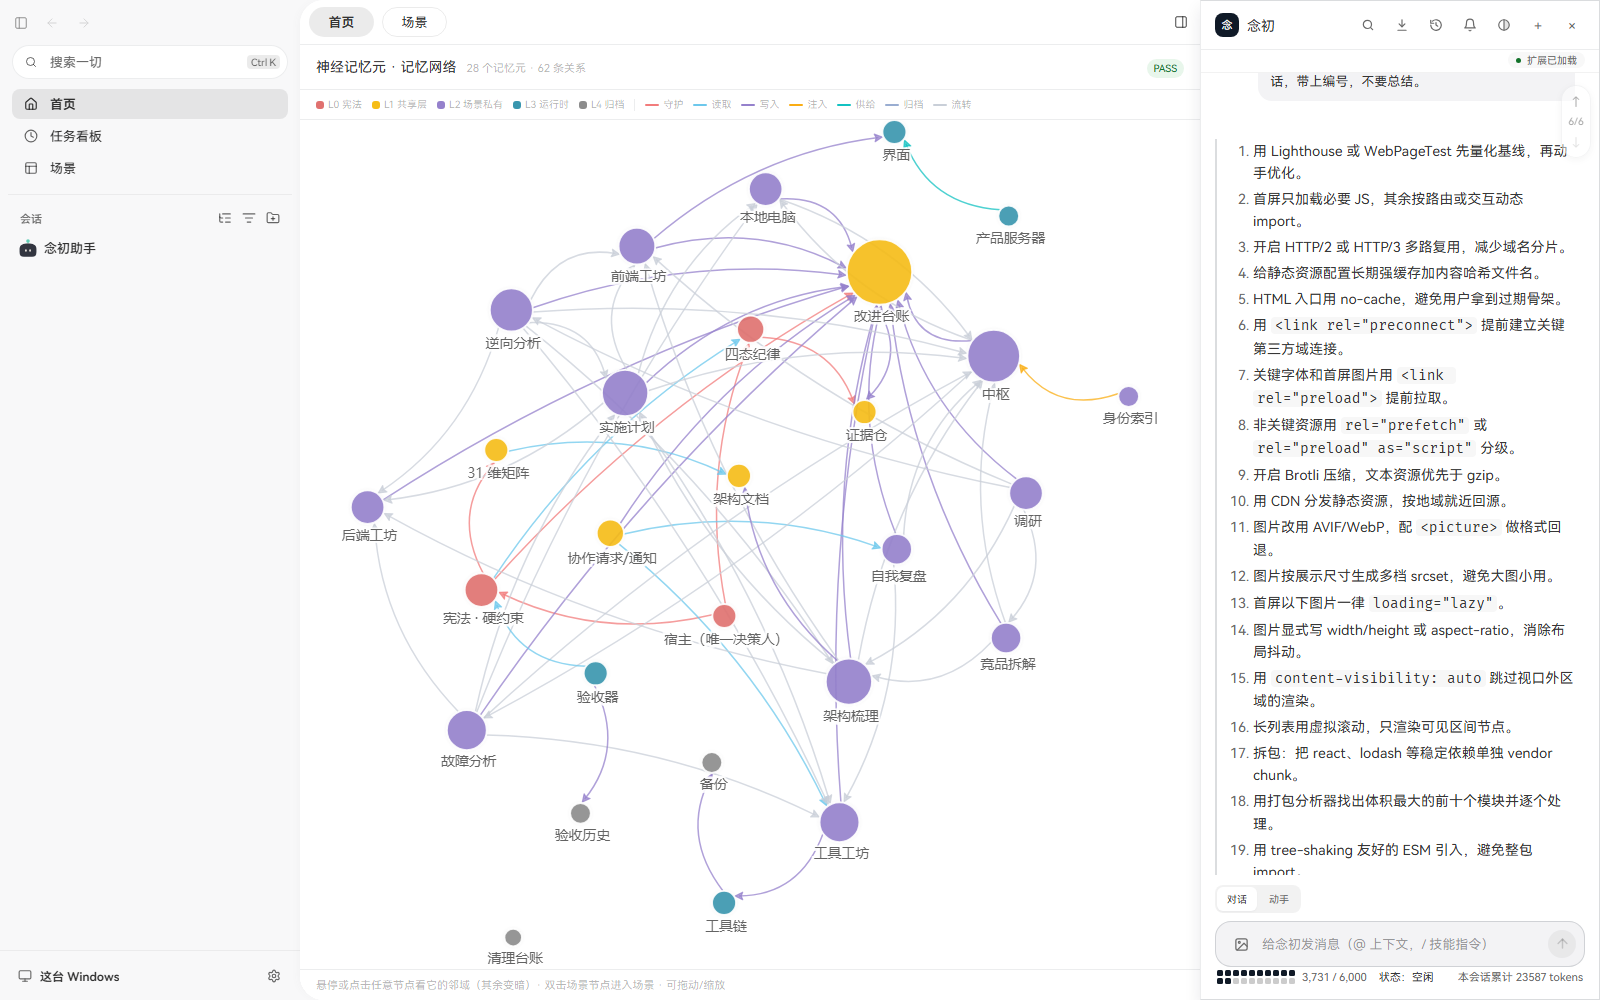 搜索一切
Ctrl K
首页
任务看板
场景
会话
念初助手
这台 Windows
首页
场景
神经记忆元 · 记忆网络
28 个记忆元 · 62 条关系
PASS
L0 宪法
L1 共享层
L2 场景私有
L3 运行时
L4 归档
守护
读取
写入
注入
供给
归档
流转
界面
本地电脑
产品服务器
前端工坊
改进台账
逆向分析
四态纪律
中枢
身份索引
实施计划
证据仓
31 维矩阵
架构文档
调研
后端工坊
协作请求/通知
自我复盘
宪法 · 硬约束
宿主（唯一决策人）
竞品拆解
验收器
架构梳理
故障分析
备份
验收历史
工具工坊
工具链
清理台账
悬停或点击任意节点看它的邻域（其余变暗） · 双击场景节点进入场景 · 可拖动/缩放
念
念初
扩展已加载
话，带上编号，不要总结。
6/6
1. 用 Lighthouse 或 WebPageTest 先量化基线，再动
手优化。
2. 首屏只加载必要 JS，其余按路由或交互动态
import。
3. 开启 HTTP/2 或 HTTP/3 多路复用，减少域名分片。
4. 给静态资源配置长期强缓存加内容哈希文件名。
5. HTML 入口用 no-cache，避免用户拿到过期骨架。
6. 用 <link rel="preconnect"> 提前建立关键
第三方域连接。
7. 关键字体和首屏图片用 <link
rel="preload"> 提前拉取。
8. 非关键资源用 rel="prefetch" 或
rel="preload" as="script" 分级。
9. 开启 Brotli 压缩，文本资源优先于 gzip。
10. 用 CDN 分发静态资源，按地域就近回源。
11. 图片改用 AVIF/WebP，配 <picture> 做格式回
退。
12. 图片按展示尺寸生成多档 srcset，避免大图小用。
13. 首屏以下图片一律 loading="lazy"。
14. 图片显式写 width/height 或 aspect-ratio，消除布
局抖动。
15. 用 content-visibility: auto 跳过视口外区
域的渲染。
16. 长列表用虚拟滚动，只渲染可见区间节点。
17. 拆包：把 react、lodash 等稳定依赖单独 vendor
chunk。
18. 用打包分析器找出体积最大的前十个模块并逐个处
理。
19. 用 tree-shaking 友好的 ESM 引入，避免整包
import。
对话
动手
给念初发消息（@ 上下文，/ 技能指令）
3,731 / 6,000
状态：空闲
本会话累计 23587 tokens